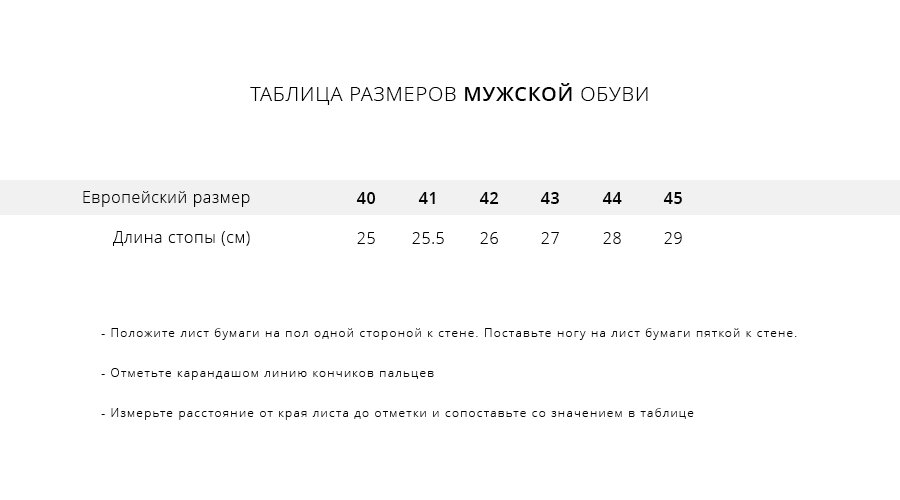 ТАБЛИЦА РАЗМЕРОВ МУЖСКОЙ ОБУВИ
Европейский размер 40 41 42 43 44 45
Длина стопы (см) 25 25.5 26 27 28 29
- Положите лист бумаги на пол одной стороной к стене. Поставьте ногу на лист бумаги пяткой к стене.
- Отметьте карандашом линию кончиков пальцев
- Измерьте расстояние от края листа до отметки и сопоставьте со значением в таблице